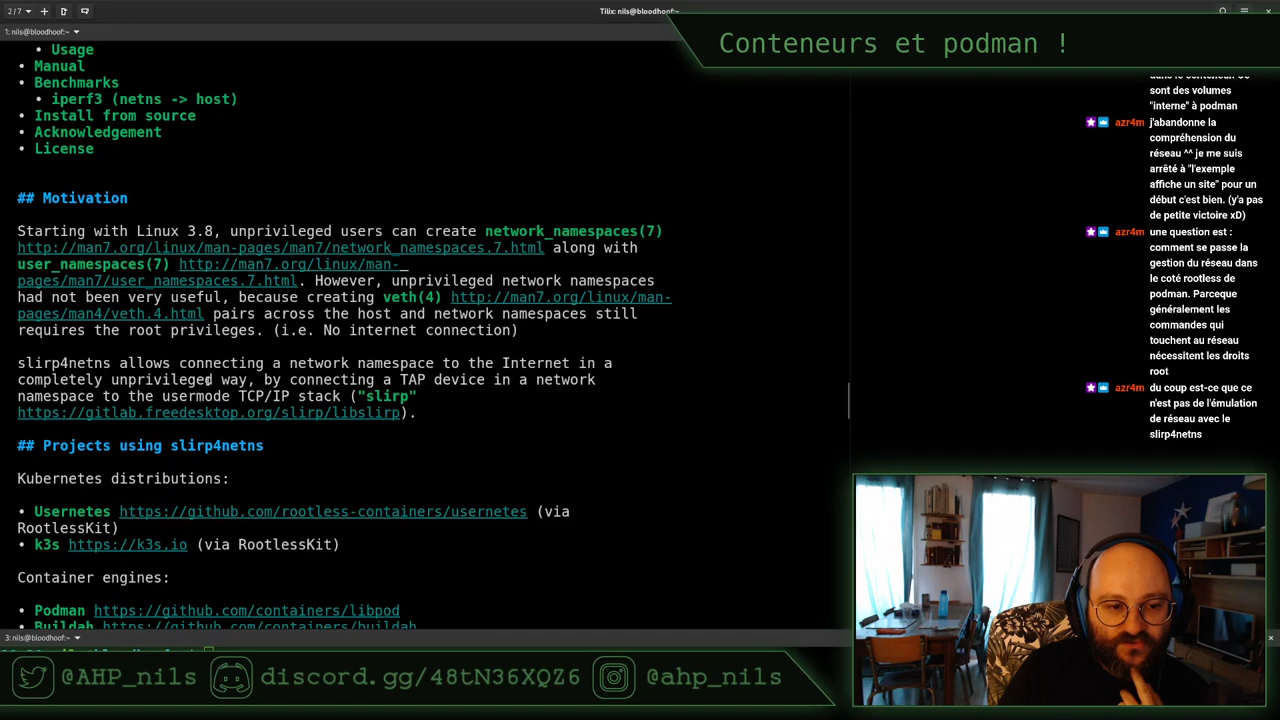 2/7
Tilix: nils@bloodhoof:~
1: nils@bloodhoof:~
Conteneurs et podman !
• Usage
• Manual
• Benchmarks
• iperf3 (netns -> host)
• Install from source
• Acknowledgement
• License
## Motivation
Starting with Linux 3.8, unprivileged users can create network_namespaces(7)
http://man7.org/linux/man-pages/man7/network_namespaces.7.html along with
user_namespaces(7) http://man7.org/linux/man-
pages/man7/user_namespaces.7.html. However, unprivileged network namespaces
had not been very useful, because creating veth(4) http://man7.org/linux/man-
pages/man4/veth.4.html pairs across the host and network namespaces still
requires the root privileges. (i.e. No internet connection)
slirp4netns allows connecting a network namespace to the Internet in a
completely unprivileged way, by connecting a TAP device in a network
namespace to the usermode TCP/IP stack ("slirp"
https://gitlab.freedesktop.org/slirp/libslirp).
## Projects using slirp4netns
Kubernetes distributions:
• Usernetes https://github.com/rootless-containers/usernetes (via
RootlessKit)
• k3s https://k3s.io (via RootlessKit)
Container engines:
• Podman https://github.com/containers/libpod
• Buildah https://github.com/containers/buildah
3: nils@bloodhoof:~
sont des volumes
"interne" à podman
azr4m j'abandonne la
compréhension du
réseau ^^ je me suis
arrêté à "l'exemple
affiche un site" pour un
début c'est bien. (y'a pas
de petite victoire xD)
azr4m une question est :
comment se passe la
gestion du réseau dans
le coté rootless de
podman. Parceque
généralement les
commandes qui
touchent au réseau
nécessitent les droits
root
azr4m du coup est-ce que ce
n'est pas de l'émulation
de réseau avec le
slirp4netns
@AHP_nils
discord.gg/48tN36XQZ6
@ahp_nils